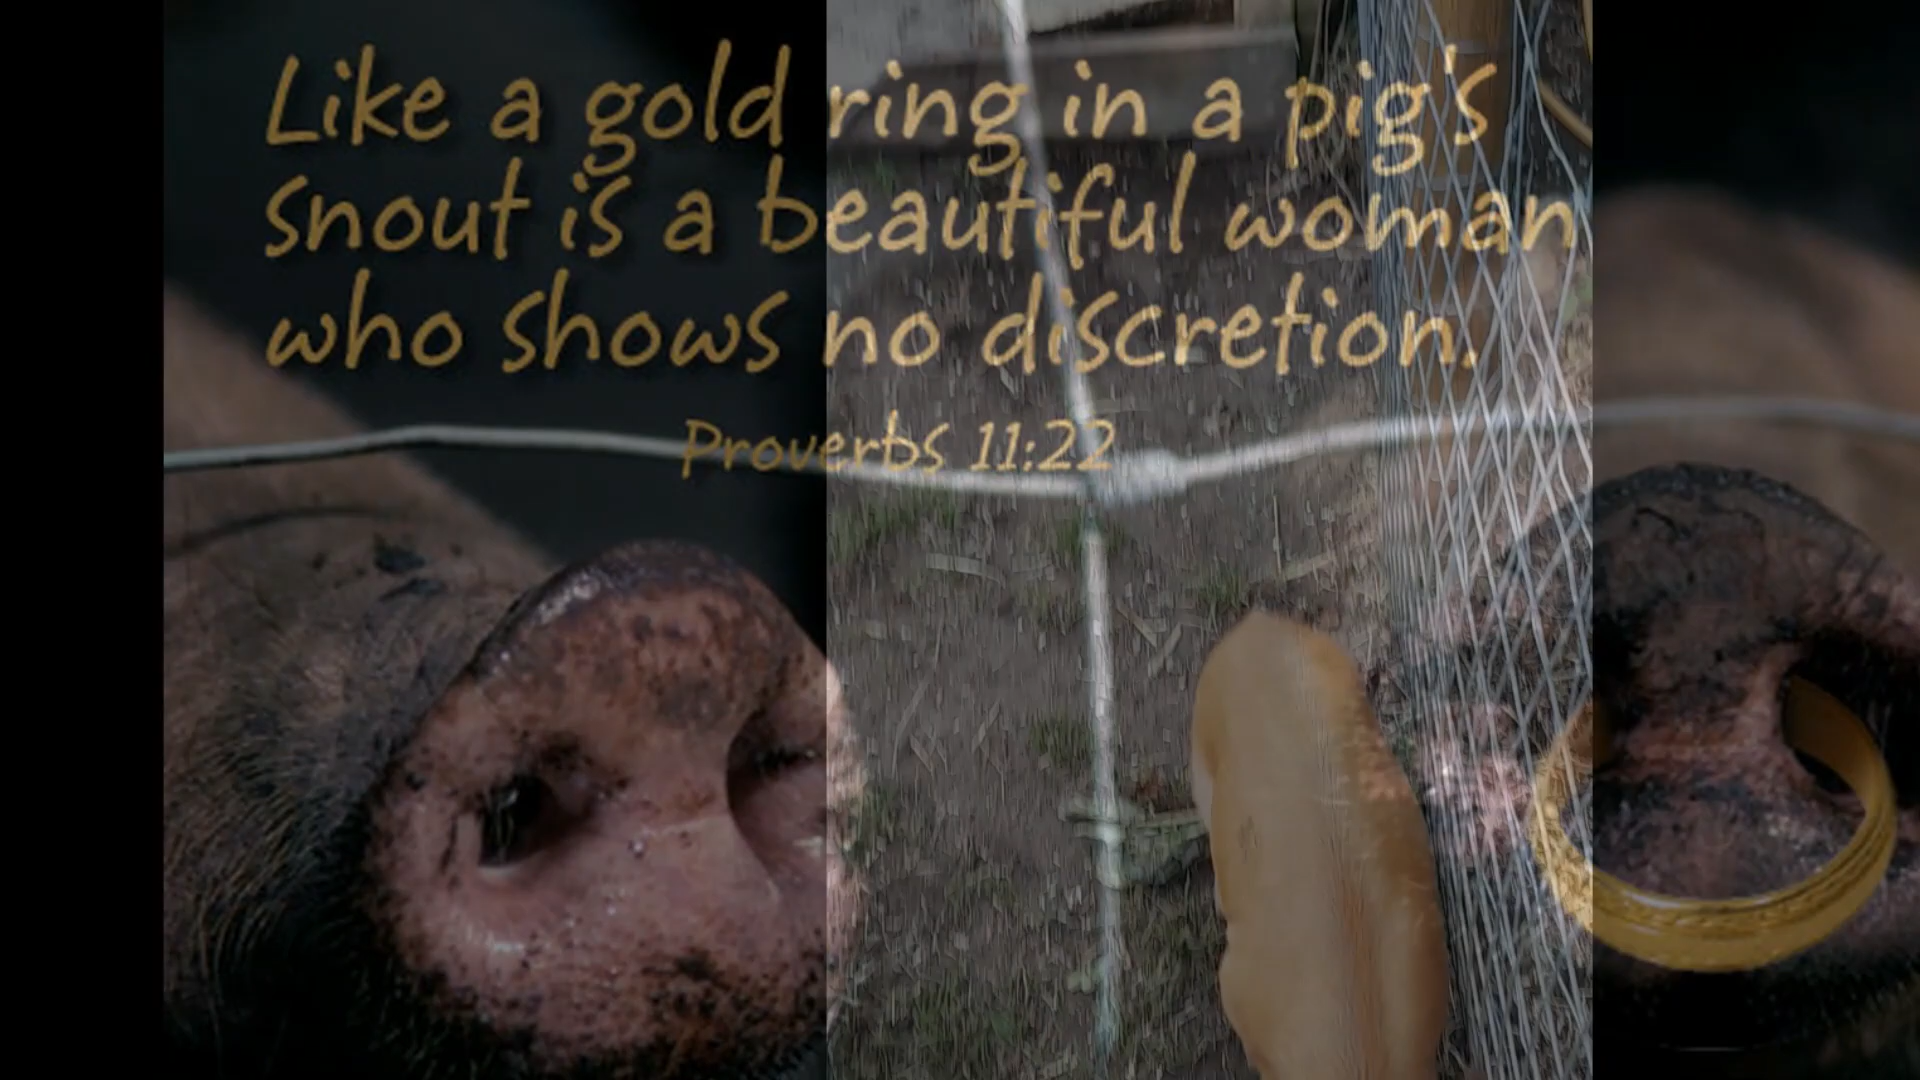 Like a gold ring in a pig's
snout is a beautiful woman
who shows no discretion.
Proverbs 11:22